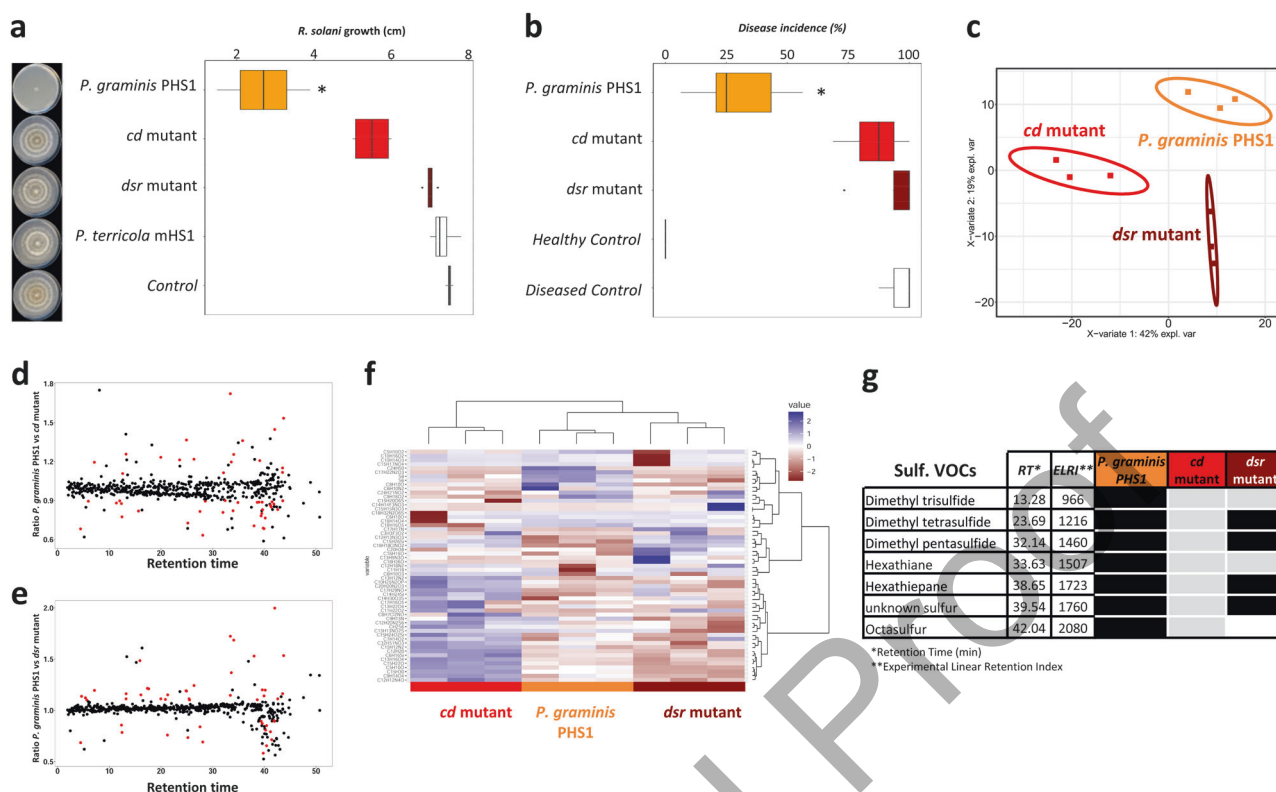 a
R. solani growth (cm)
2 4 6 8
P. graminis PHS1
*
cd mutant
dsr mutant
P. terricola mHS1
Control
b
Disease incidence (%)
0 25 50 75 100
P. graminis PHS1
*
cd mutant
dsr mutant
Healthy Control
Diseased Control
c
X-variate 2: 19% expl. var
10
0
−10
−20
cd mutant
P. graminis PHS1
dsr mutant
−20 0 20
X-variate 1: 42% expl. var
d
Ratio P. graminis PHS1 vs cd mutant
1.8
1.5
1.2
0.9
0.6
0 10 20 30 40 50
Retention time
e
Ratio P. graminis PHS1 vs dsr mutant
2.0
1.5
1.0
0.5
0 10 20 30 40 50
Retention time
f
value
2
1
0
−1
−2
variable
cd mutant
P. graminis
PHS1
dsr mutant
g
Sulf. VOCs RT* ELRI** P. graminis PHS1 cd mutant dsr mutant
Dimethyl trisulfide 13.28 966
Dimethyl tetrasulfide 23.69 1216
Dimethyl pentasulfide 32.14 1460
Hexathiane 33.63 1507
Hexathiepane 38.65 1723
unknown sulfur 39.54 1760
Octasulfur 42.04 2080
*Retention Time (min)
**Experimental Linear Retention Index
Proof